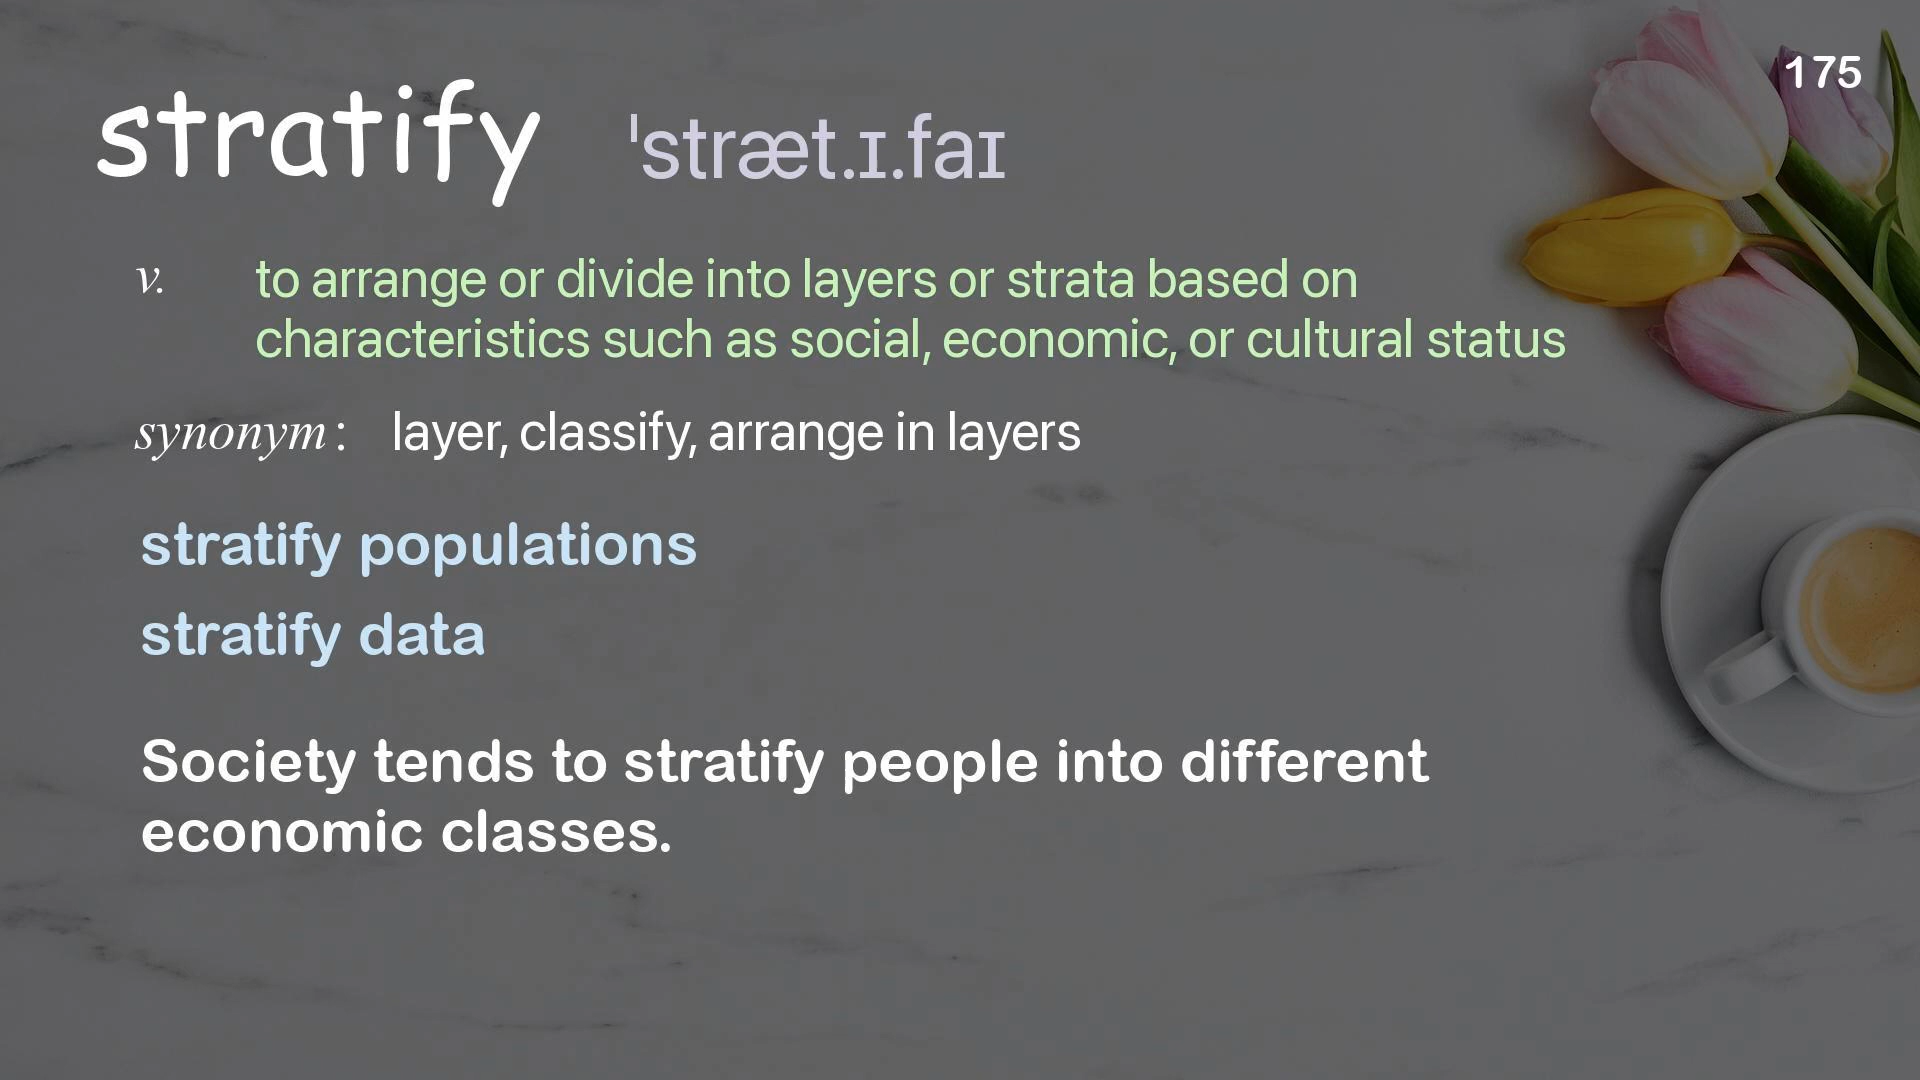 175
stratify ˈstræt.ɪ.faɪ
v. to arrange or divide into layers or strata based on
characteristics such as social, economic, or cultural status
synonym: layer, classify, arrange in layers
stratify populations
stratify data
Society tends to stratify people into different
economic classes.